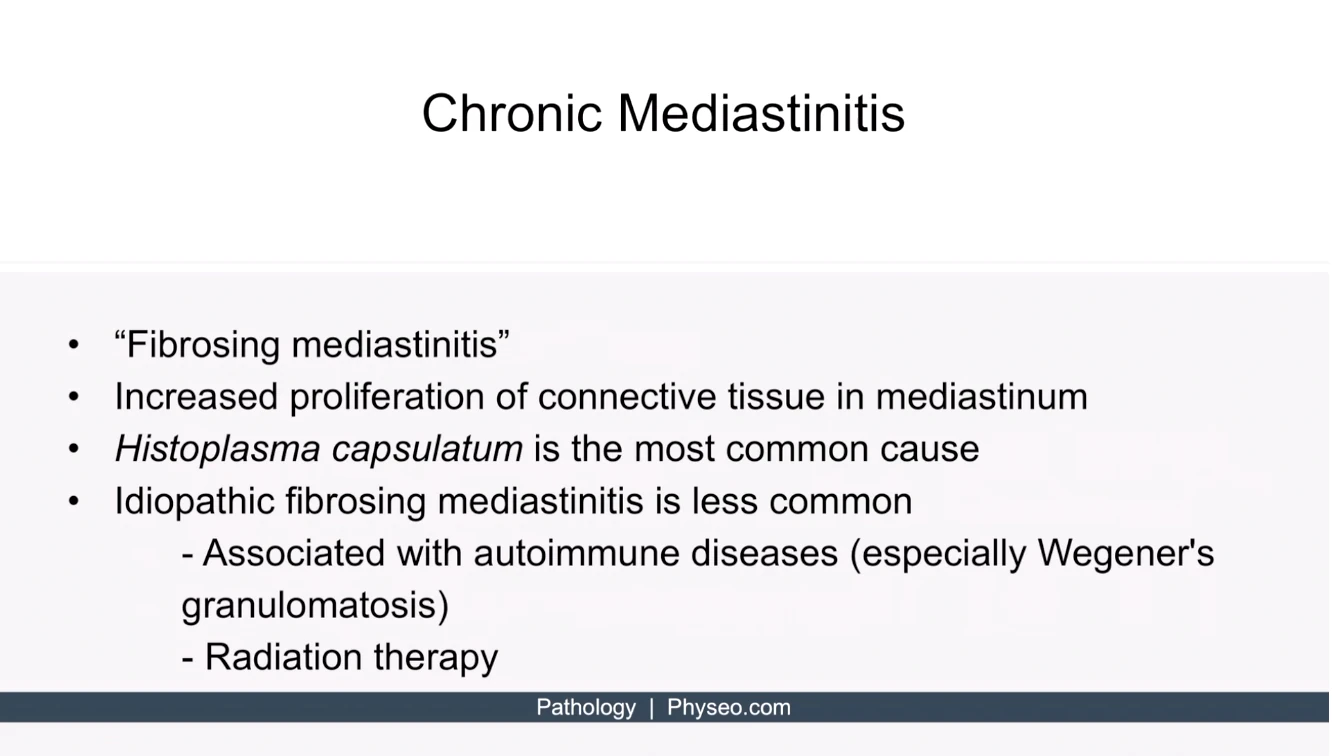 Chronic Mediastinitis
• “Fibrosing mediastinitis”
• Increased proliferation of connective tissue in mediastinum
• Histoplasma capsulatum is the most common cause
• Idiopathic fibrosing mediastinitis is less common
- Associated with autoimmune diseases (especially Wegener's
granulomatosis)
- Radiation therapy
Pathology | Physeo.com